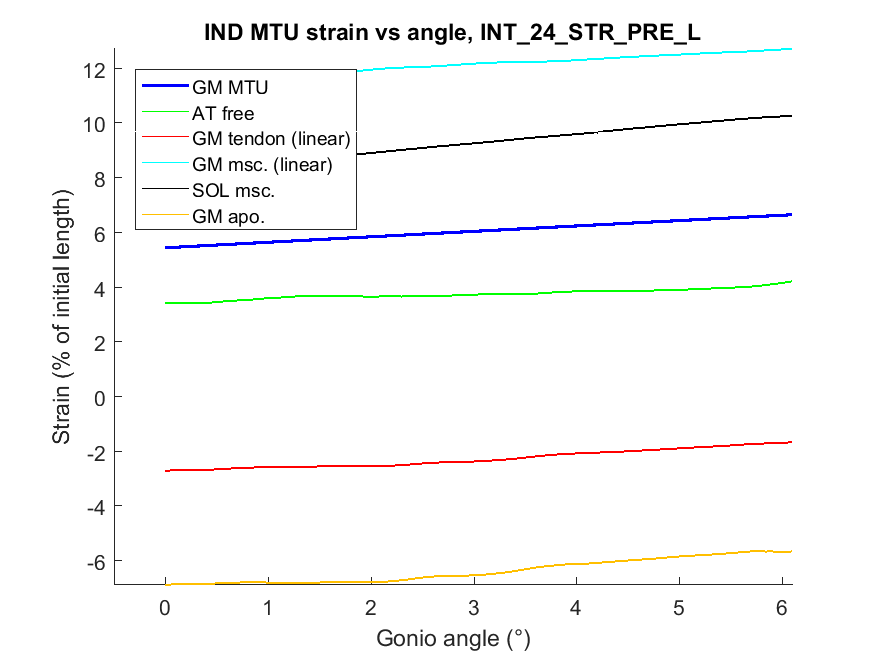 IND MTU strain vs angle, INT_24_STR_PRE_L
12
10
8
6
4
2
0
-2
-4
-6
Strain (% of initial length)
GM MTU
AT free
GM tendon (linear)
GM msc. (linear)
SOL msc.
GM apo.
0 1 2 3 4 5 6
Gonio angle (°)